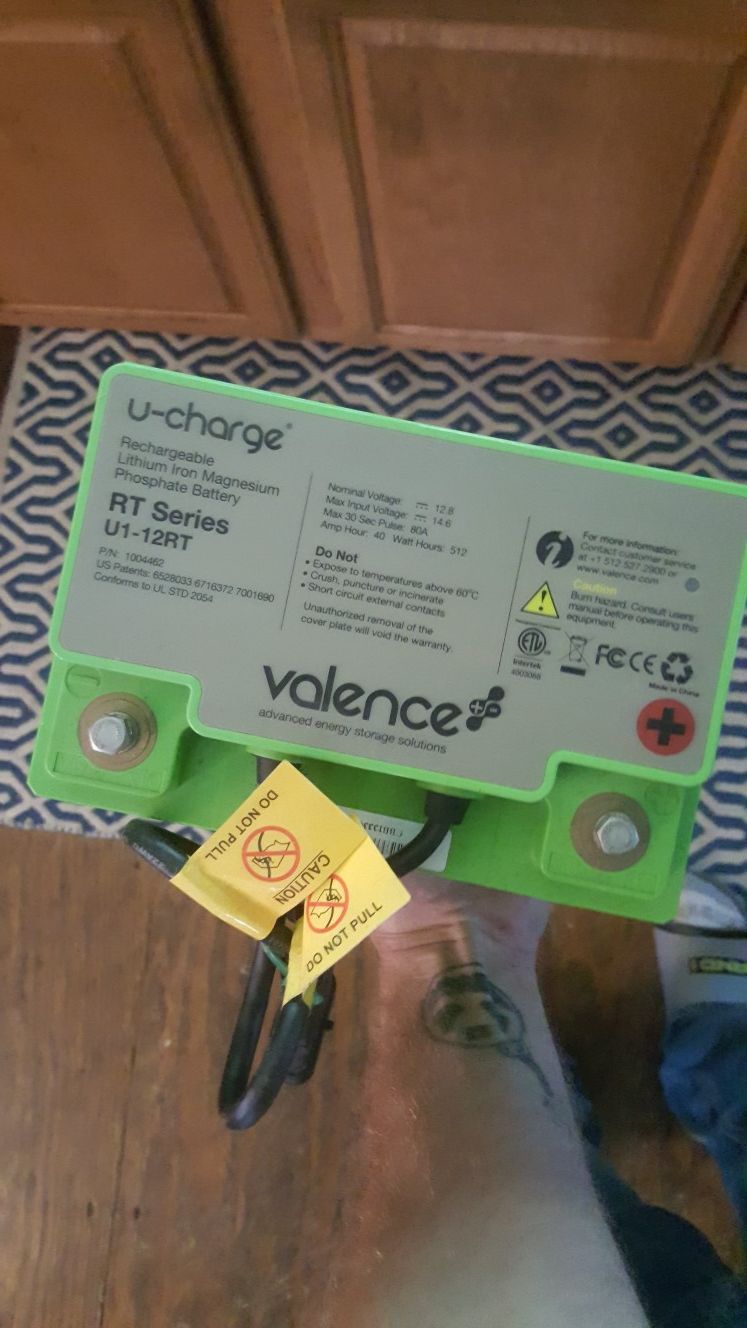 u-charge®
Rechargeable
Lithium Iron Magnesium
Phosphate Battery
RT Series
U1-12RT
P/N: 1004462
US Patents: 6528033 6716372 7001690
Conforms to UL STD 2054
Nominal Voltage: 12.8
Max Input Voltage: 14.6
Max 30 Sec Pulse: 80A
Amp Hour: 40 Watt Hours: 512
Do Not
• Expose to temperatures above 60°C
• Crush, puncture or incinerate
• Short circuit external contacts
Unauthorized removal of the
cover plate will void the warranty.
For more information:
Contact customer service
at +1 512 527 2900 or
www.valence.com
Caution
Burn hazard. Consult users
manual before operating this
equipment.
ETL
Intertek
4003066
FC CE
Made in China
valence
advanced energy storage solutions
DO NOT PULL
CAUTION
DO NOT PULL